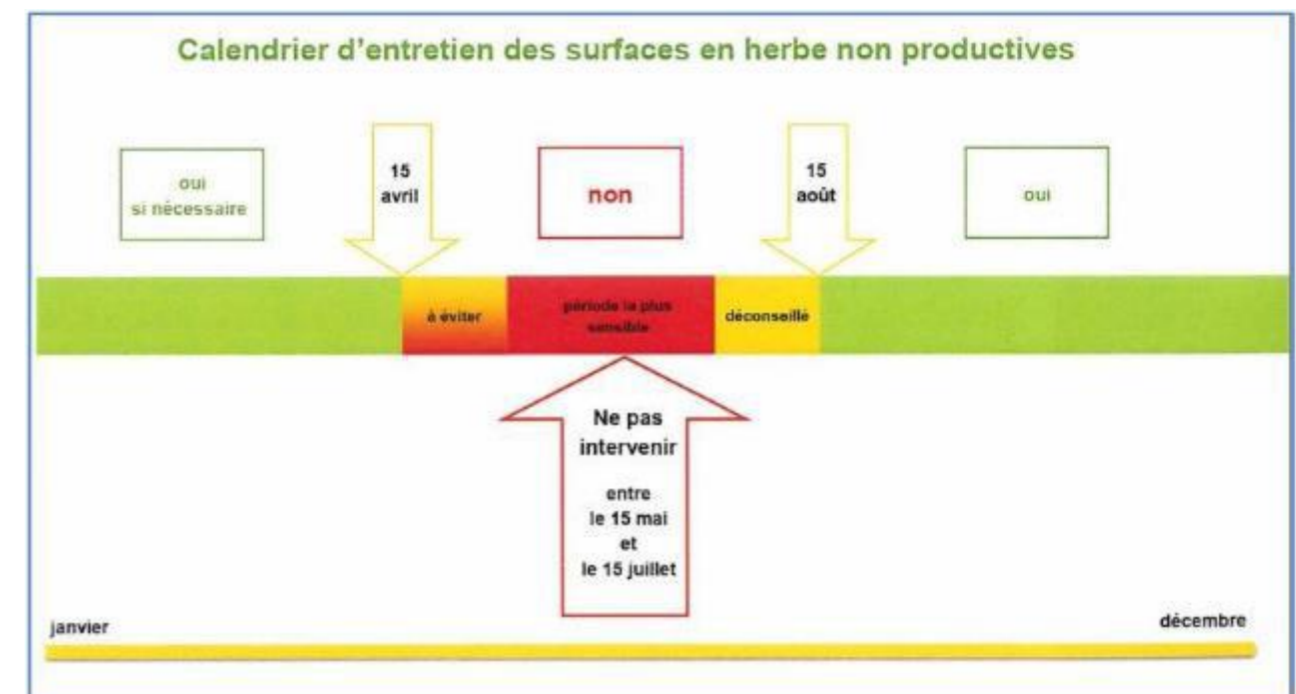 Calendrier d'entretien des surfaces en herbe non productives
oui
si nécessaire
15
avril
non
15
août
oui
à éviter
période la plus
sensible
déconseillé
Ne pas
intervenir
entre
le 15 mai
et
le 15 juillet
janvier
décembre